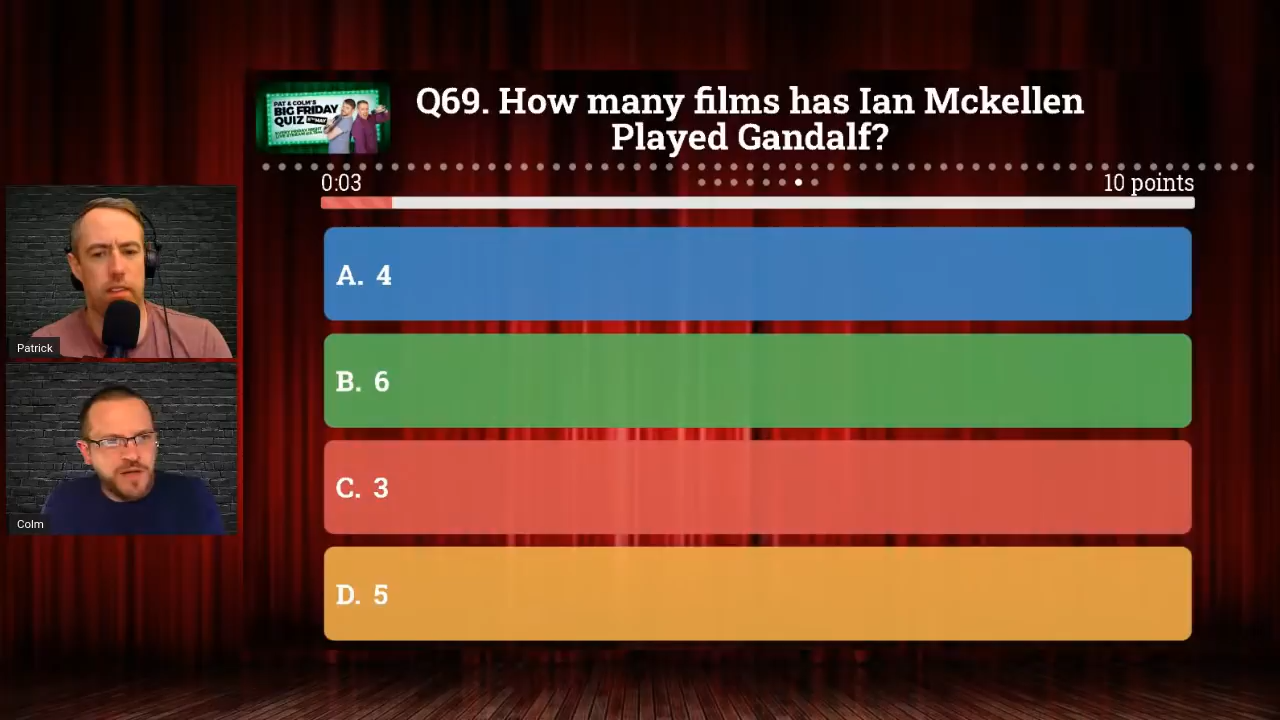 PAT & COLM'S
BIG FRIDAY
QUIZ
Q69. How many films has Ian Mckellen
Played Gandalf?
0:03
10 points
A. 4
B. 6
C. 3
D. 5
Patrick
Colm